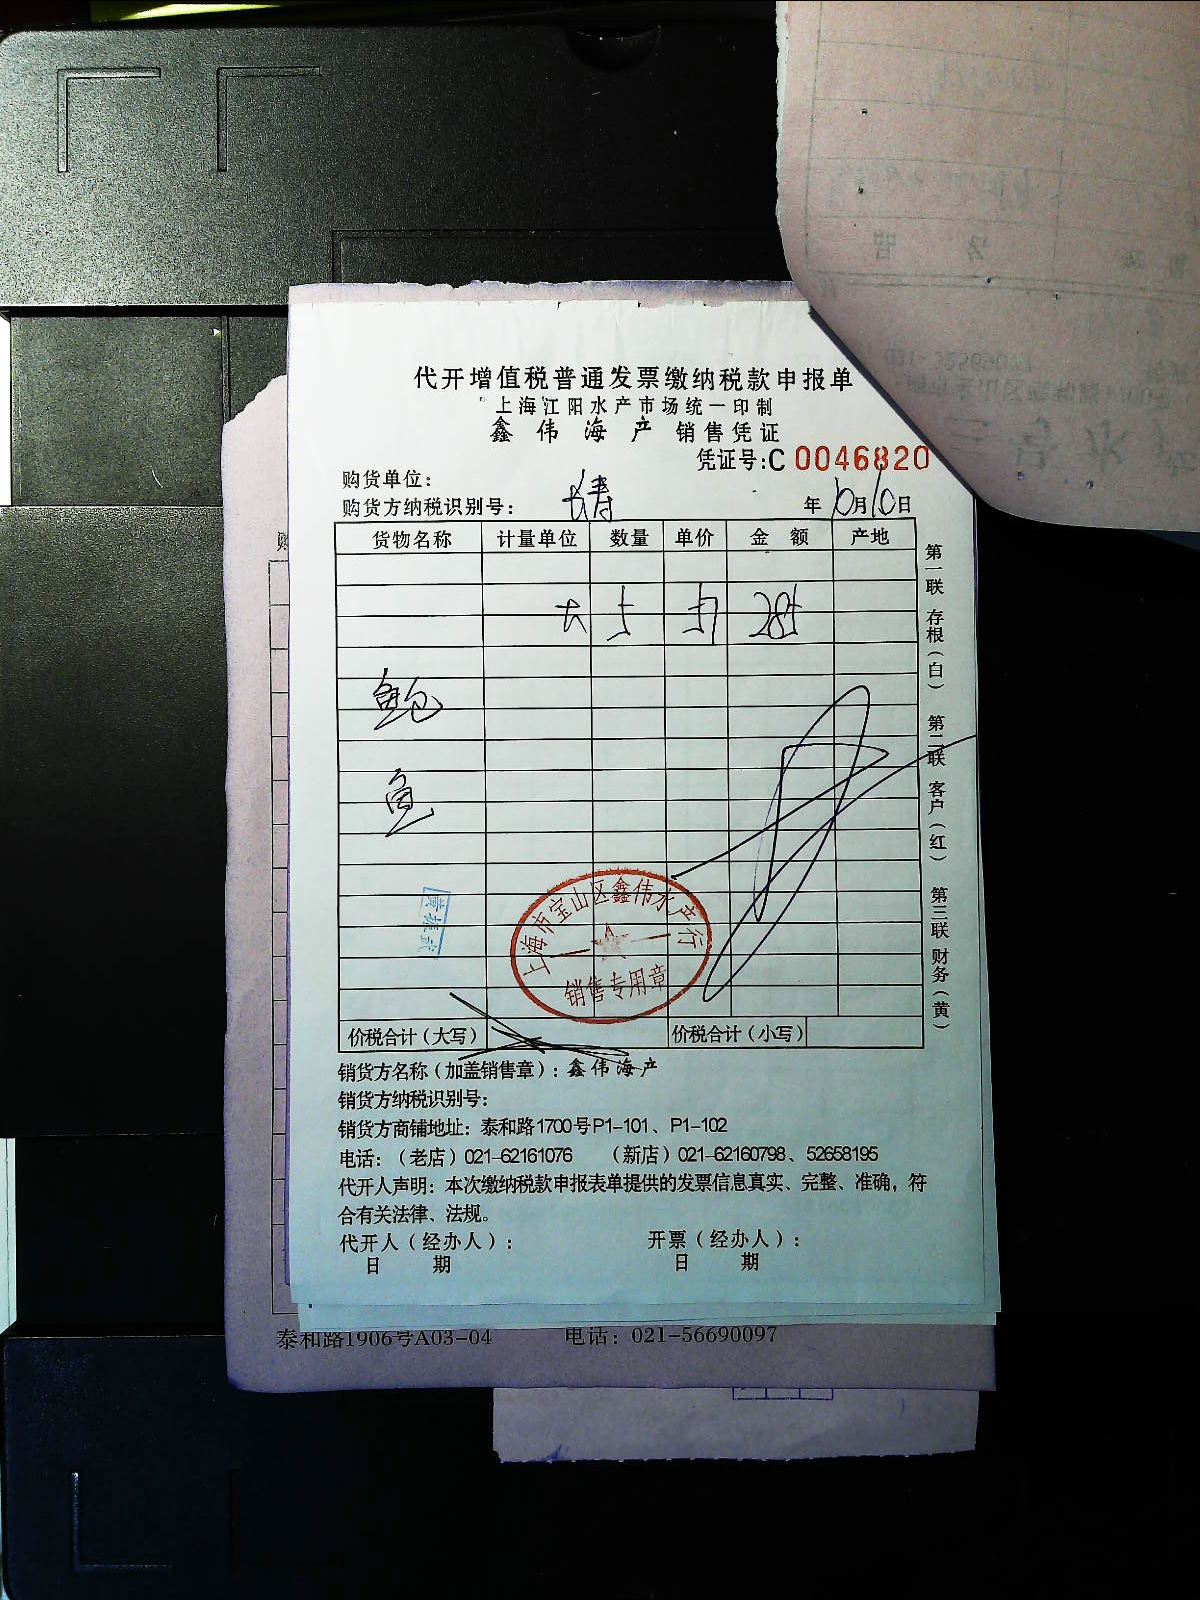 代开增值税普通发票缴纳税款申报单
上海江阳水产市场统一印制
鑫伟海产 销售凭证
凭证号:C 0046820
购货单位:
购货方纳税识别号: 年10月10日
货物名称 计量单位 数量 单价 金额 产地
大 5 57 285
鲍
鱼
上海市宝山区鑫伟水产行
销售专用章
价税合计(大写) 价税合计(小写)
第一联 存根(白) 第二联 客户(红) 第三联 财务(黄)
销货方名称(加盖销售章): 鑫伟海产
销货方纳税识别号:
销货方商铺地址: 泰和路1700号P1-101、P1-102
电话:(老店)021-62161076 (新店)021-62160798、52658195
代开人声明: 本次缴纳税款申报表单提供的发票信息真实、完整、准确,符
合有关法律、法规。
代开人(经办人): 开票(经办人):
日 期 日 期
泰和路1906号A03-04 电话: 021-56690097